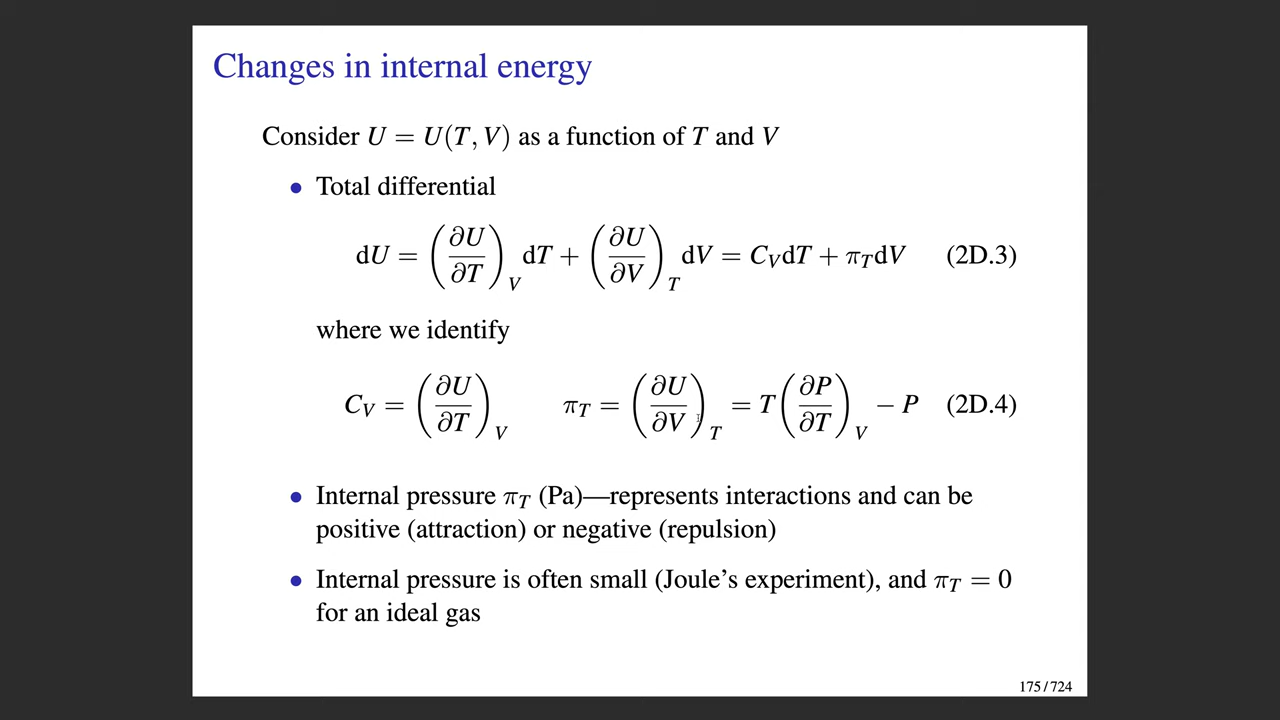 Changes in internal energy
Consider U = U(T, V) as a function of T and V
• Total differential
dU = (∂U/∂T)_V dT + (∂U/∂V)_T dV = C_V dT + π_T dV (2D.3)
where we identify
C_V = (∂U/∂T)_V π_T = (∂U/∂V)_T = T(∂P/∂T)_V − P (2D.4)
• Internal pressure π_T (Pa)—represents interactions and can be
positive (attraction) or negative (repulsion)
• Internal pressure is often small (Joule’s experiment), and π_T = 0
for an ideal gas
175 / 724